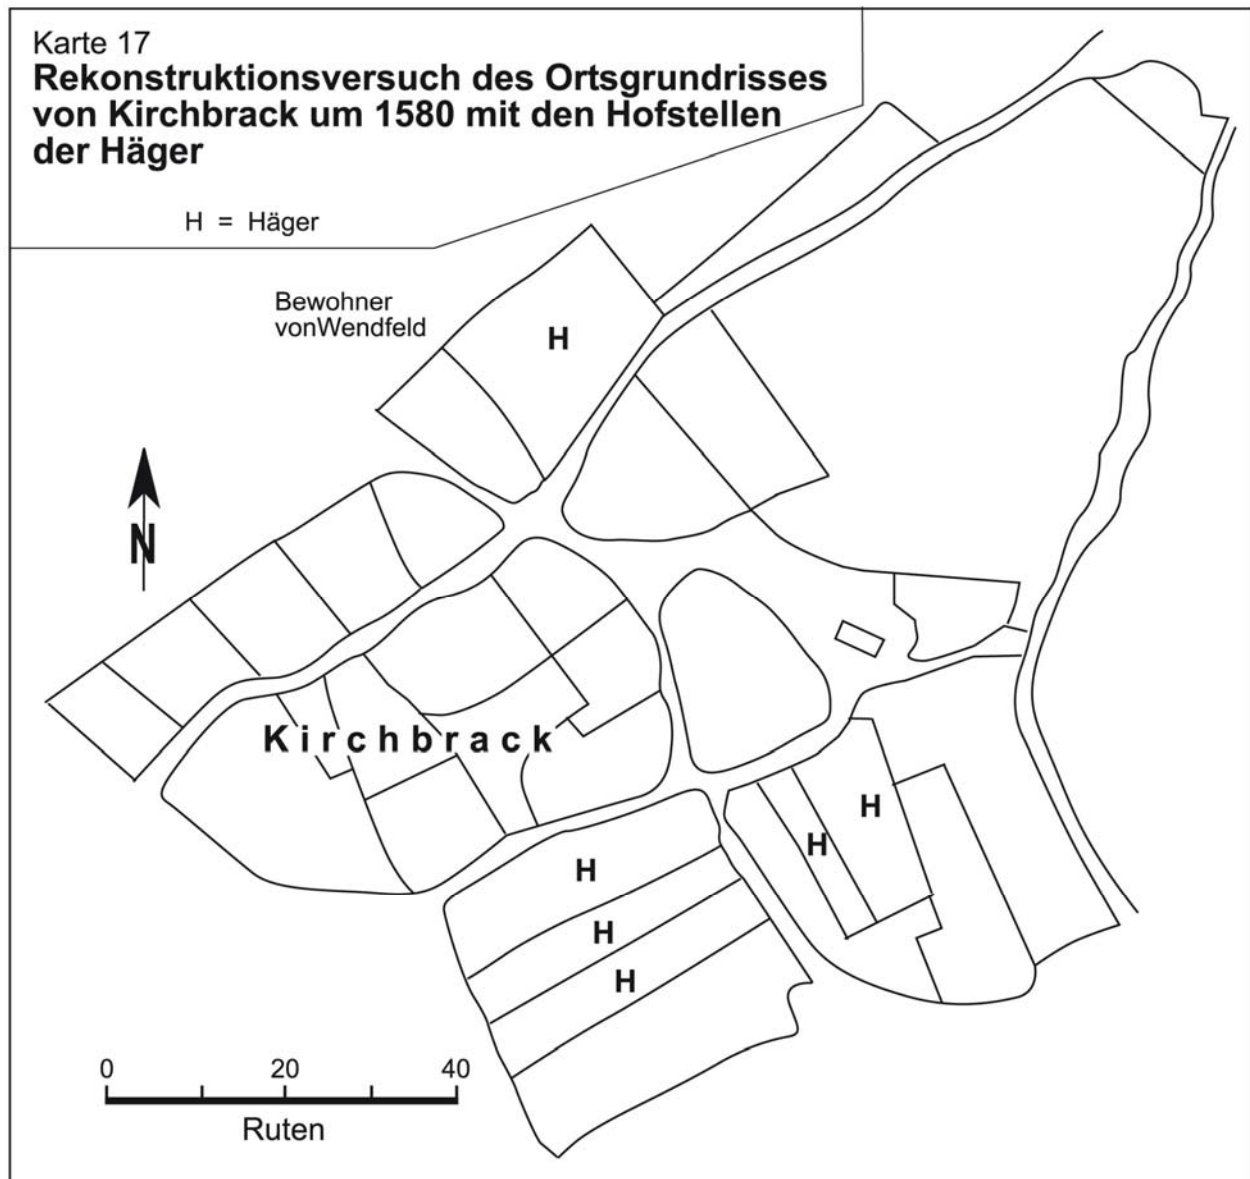 Karte 17
Rekonstruktionsversuch des Ortsgrundrisses
von Kirchbrack um 1580 mit den Hofstellen
der Häger
H = Häger
Bewohner
vonWendfeld
H
N
Kirchbrack
H
H
H
H
H
0 20 40
Ruten